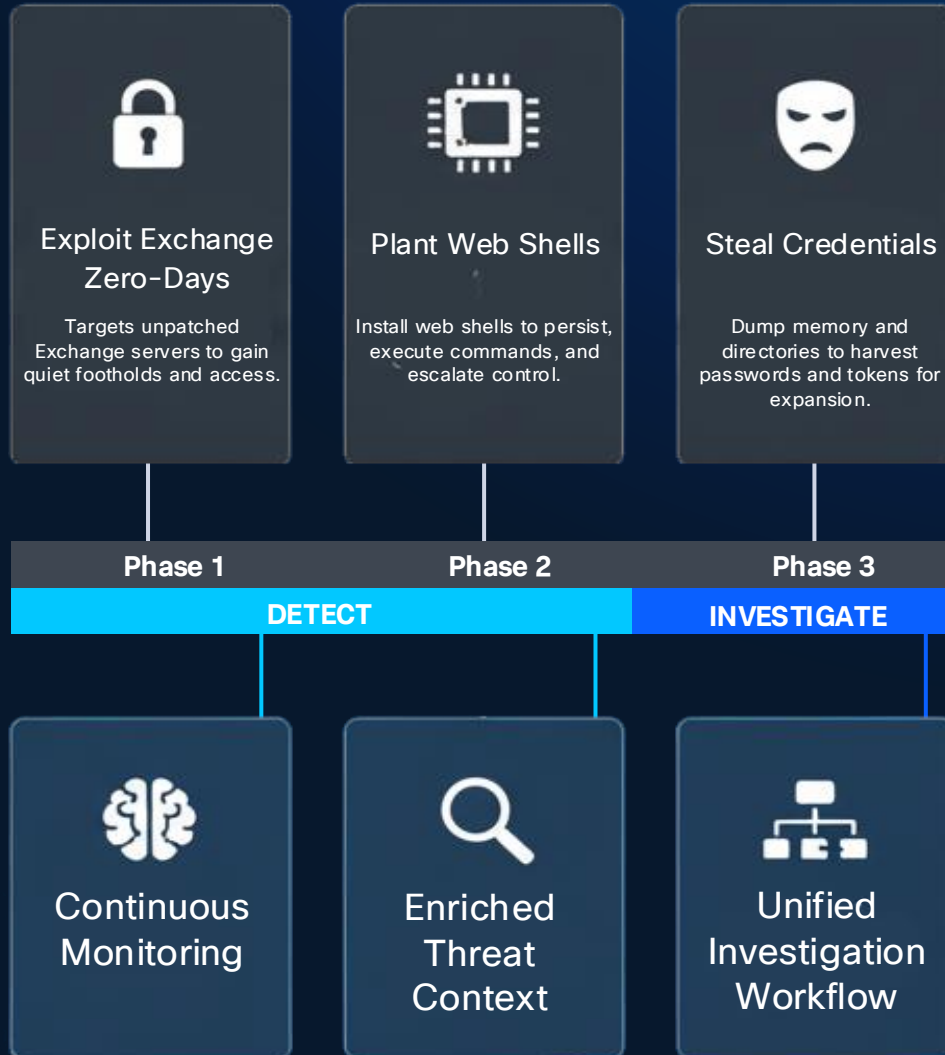 Exploit Exchange
Zero-Days
Targets unpatched
Exchange servers to gain
quiet footholds and access.
Plant Web Shells
Install web shells to persist,
execute commands, and
escalate control.
Steal Credentials
Dump memory and
directories to harvest
passwords and tokens for
expansion.
Phase 1
Phase 2
Phase 3
DETECT
INVESTIGATE
Continuous
Monitoring
Enriched
Threat
Context
Unified
Investigation
Workflow